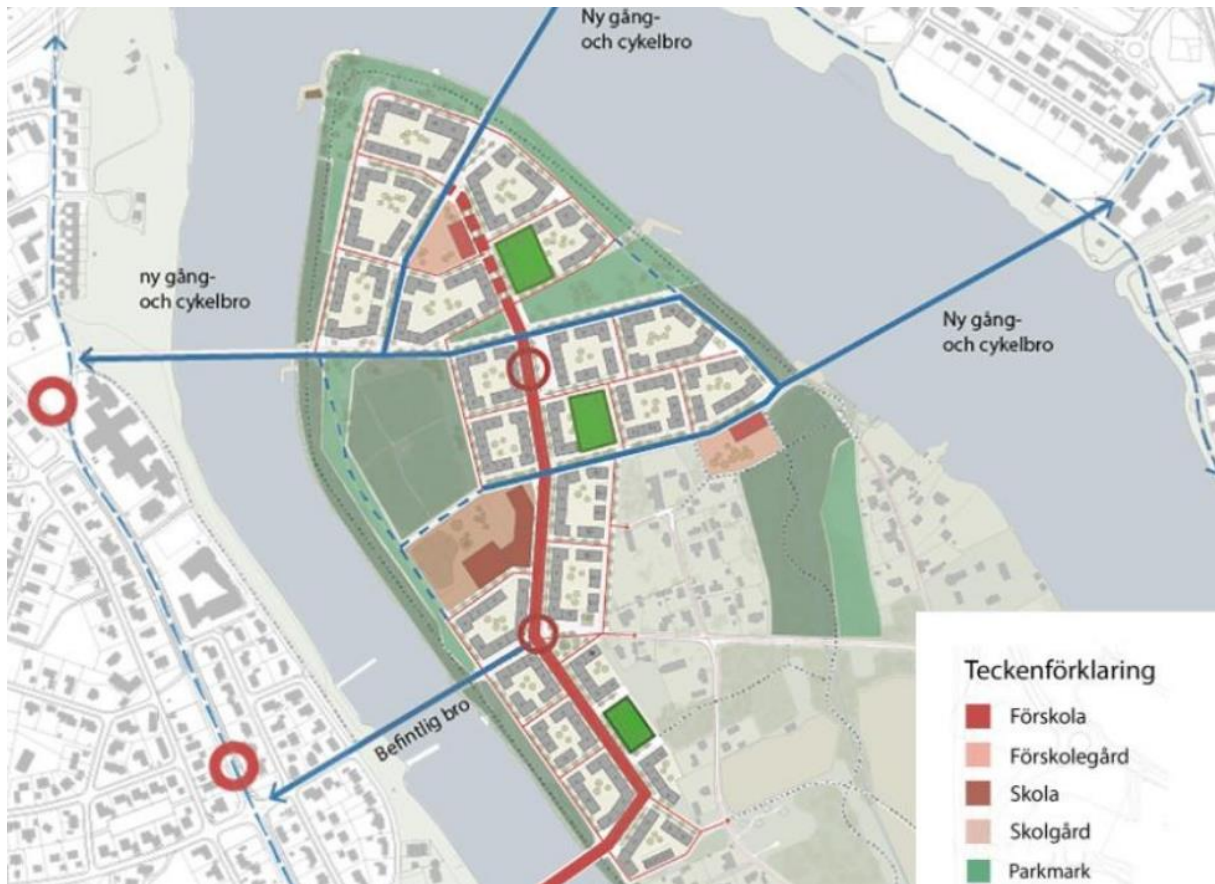 Ny gång-
och cykelbro
ny gång-
och cykelbro
Ny gång-
och cykelbro
Befintlig bro
Teckenförklaring
Förskola
Förskolegård
Skola
Skolgård
Parkmark